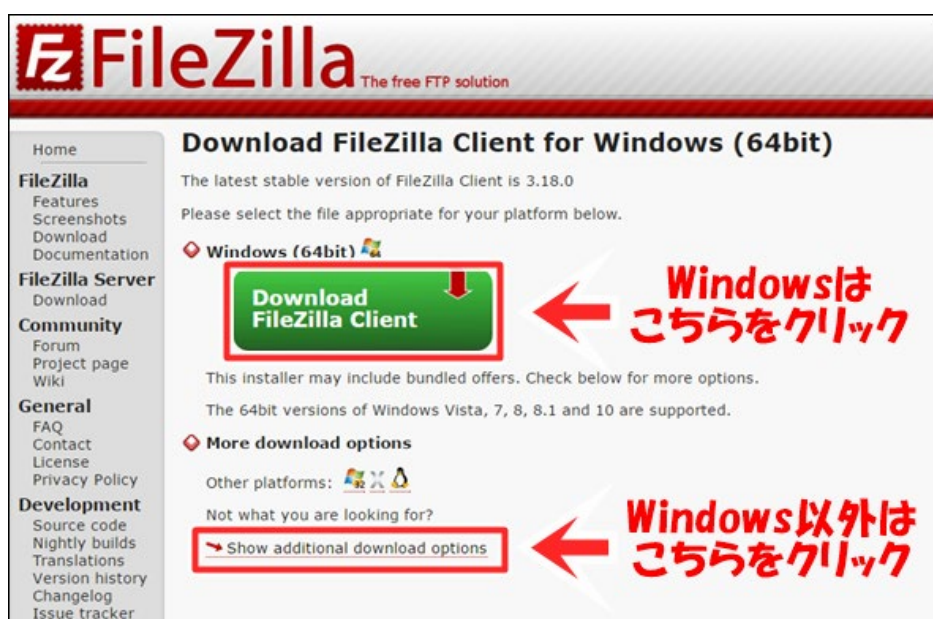 FileZilla
The free FTP solution
Home
FileZilla
Features
Screenshots
Download
Documentation
FileZilla Server
Download
Community
Forum
Project page
Wiki
General
FAQ
Contact
License
Privacy Policy
Development
Source code
Nightly builds
Translations
Version history
Changelog
Issue tracker
Download FileZilla Client for Windows (64bit)
The latest stable version of FileZilla Client is 3.18.0
Please select the file appropriate for your platform below.
Windows (64bit)
Download
FileZilla Client
Windowsは
こちらをクリック
This installer may include bundled offers. Check below for more options.
The 64bit versions of Windows Vista, 7, 8, 8.1 and 10 are supported.
More download options
Other platforms: 32
Not what you are looking for?
Show additional download options
Windows以外は
こちらをクリック